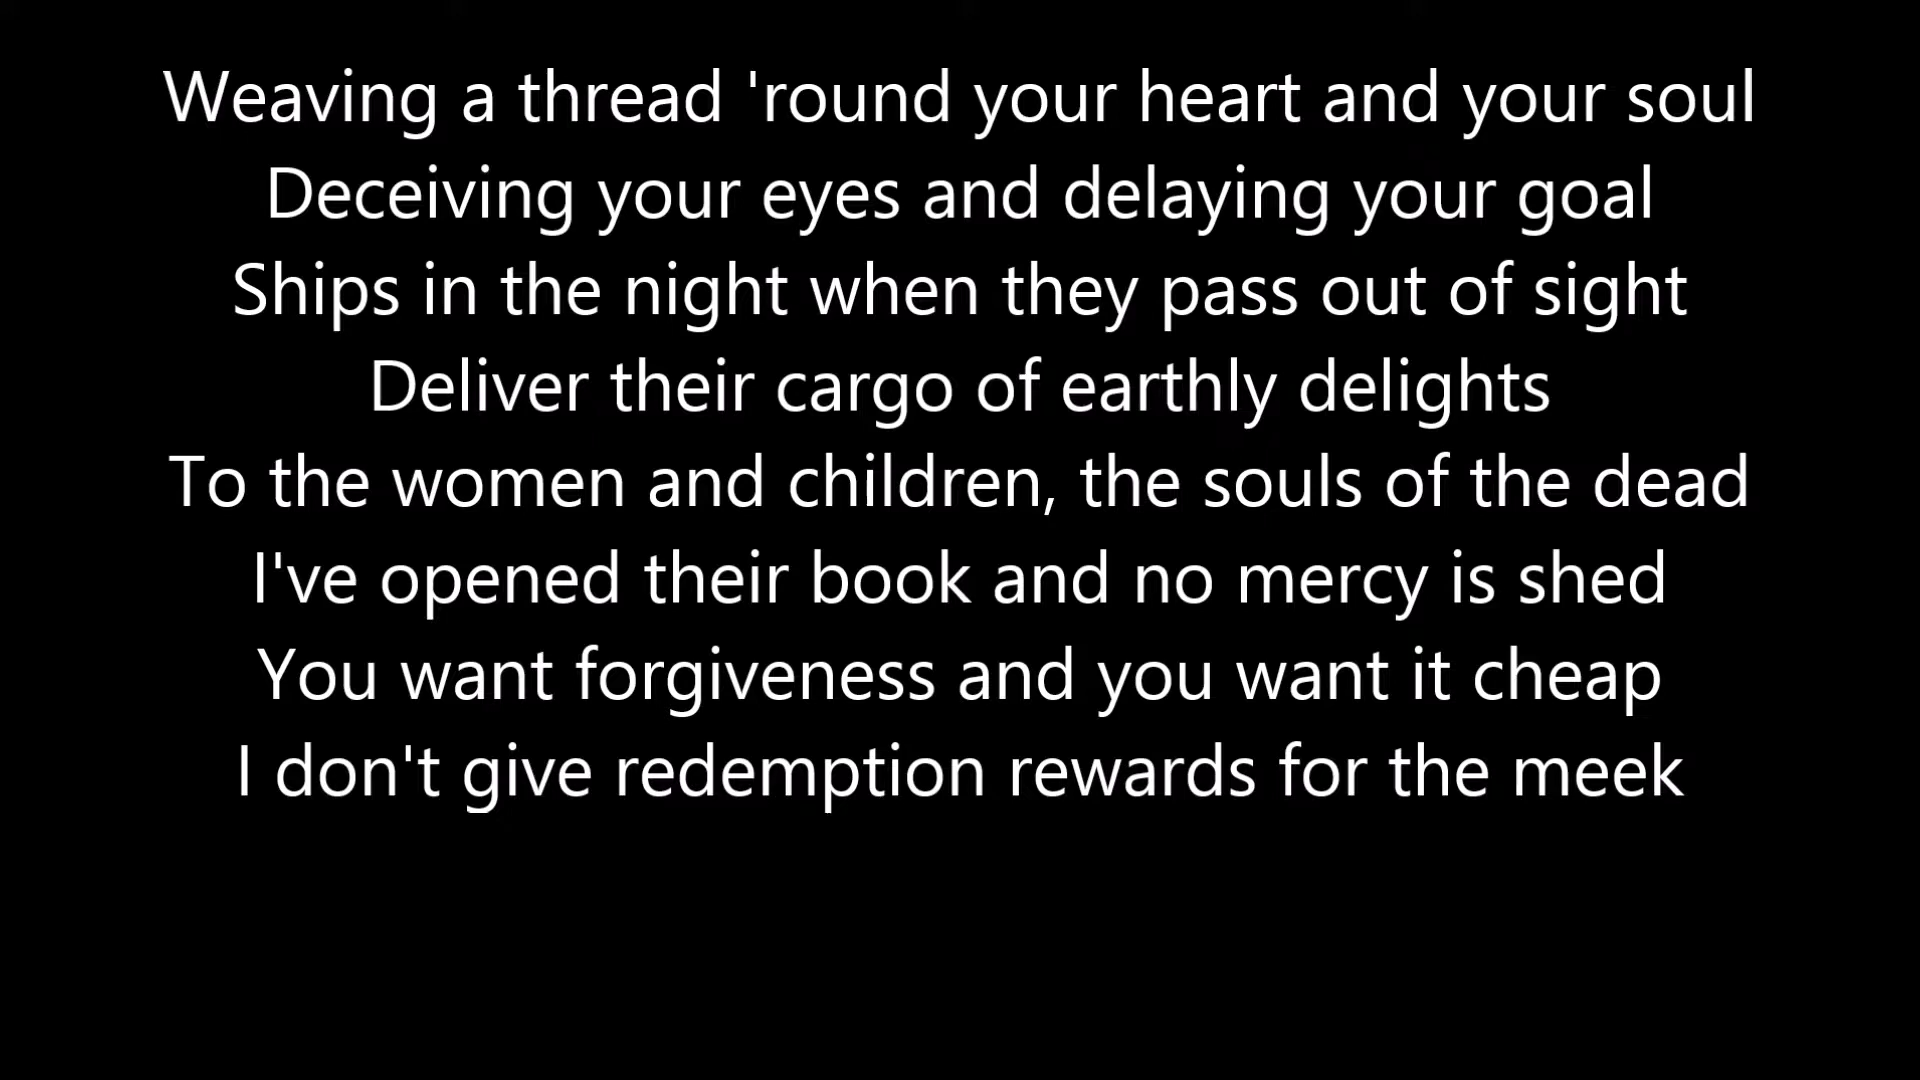 Weaving a thread 'round your heart and your soul
Deceiving your eyes and delaying your goal
Ships in the night when they pass out of sight
Deliver their cargo of earthly delights
To the women and children, the souls of the dead
I've opened their book and no mercy is shed
You want forgiveness and you want it cheap
I don't give redemption rewards for the meek